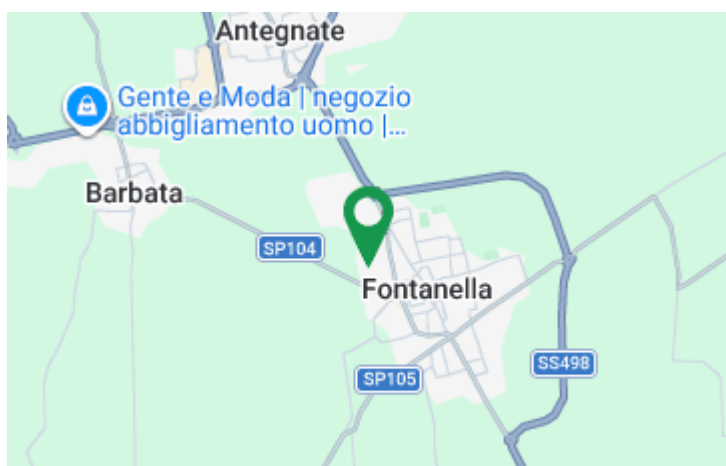 Antegnate
Gente e Moda | negozio
abbigliamento uomo |...
Barbata
SP104
Fontanella
SP105
SS498